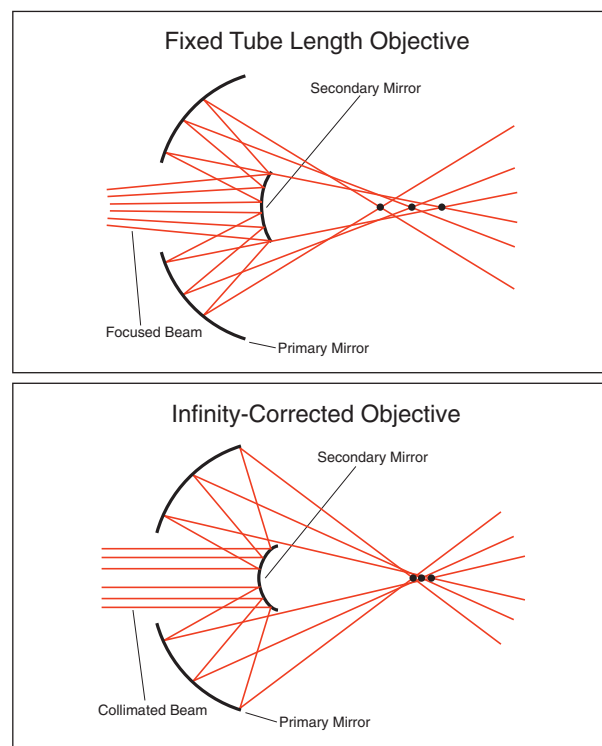 Fixed Tube Length Objective
Secondary Mirror
Focused Beam
Primary Mirror
Infinity-Corrected Objective
Secondary Mirror
Collimated Beam
Primary Mirror